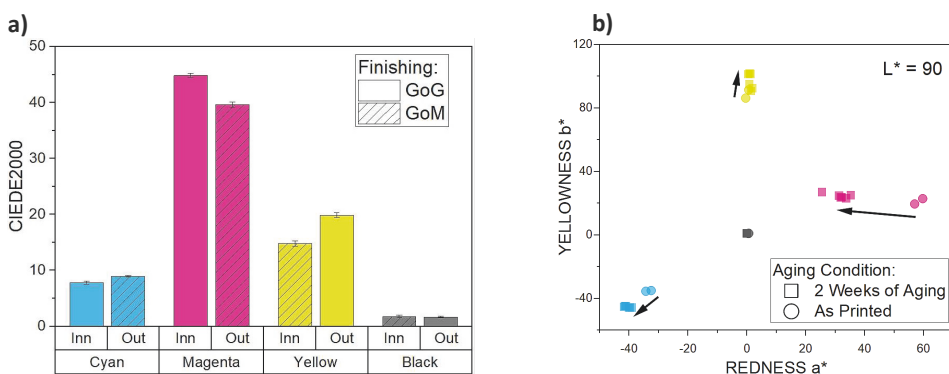 a)
50
40
30
20
10
0
CIEDE2000
Finishing:
GoG
GoM
Inn Out Inn Out Inn Out Inn Out
Cyan Magenta Yellow Black
b)
120
80
40
0
-40
YELLOWNESS b*
L* = 90
Aging Condition:
2 Weeks of Aging
As Printed
-40 -20 0 20 40 60
REDNESS a*